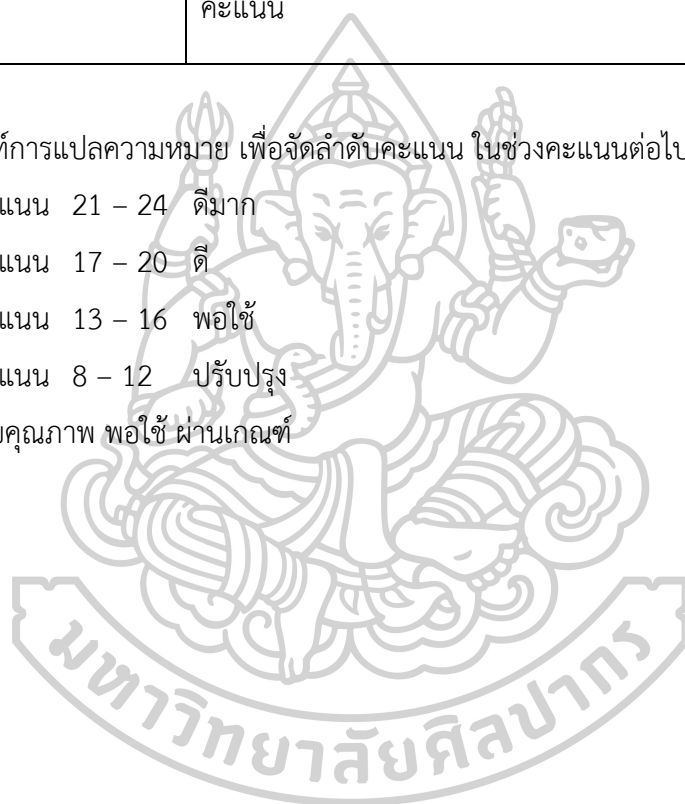 คะแนน
ฑ์การแปลความหมาย เพื่อจัดลำดับคะแนน ในช่วงคะแนนต่อไป
แนน 21 – 24 ดีมาก
แนน 17 – 20 ดี
แนน 13 – 16 พอใช้
แนน 8 – 12 ปรับปรุง
คุณภาพ พอใช้ ผ่านเกณฑ์
มหาวิทยาลัยศิลปากร